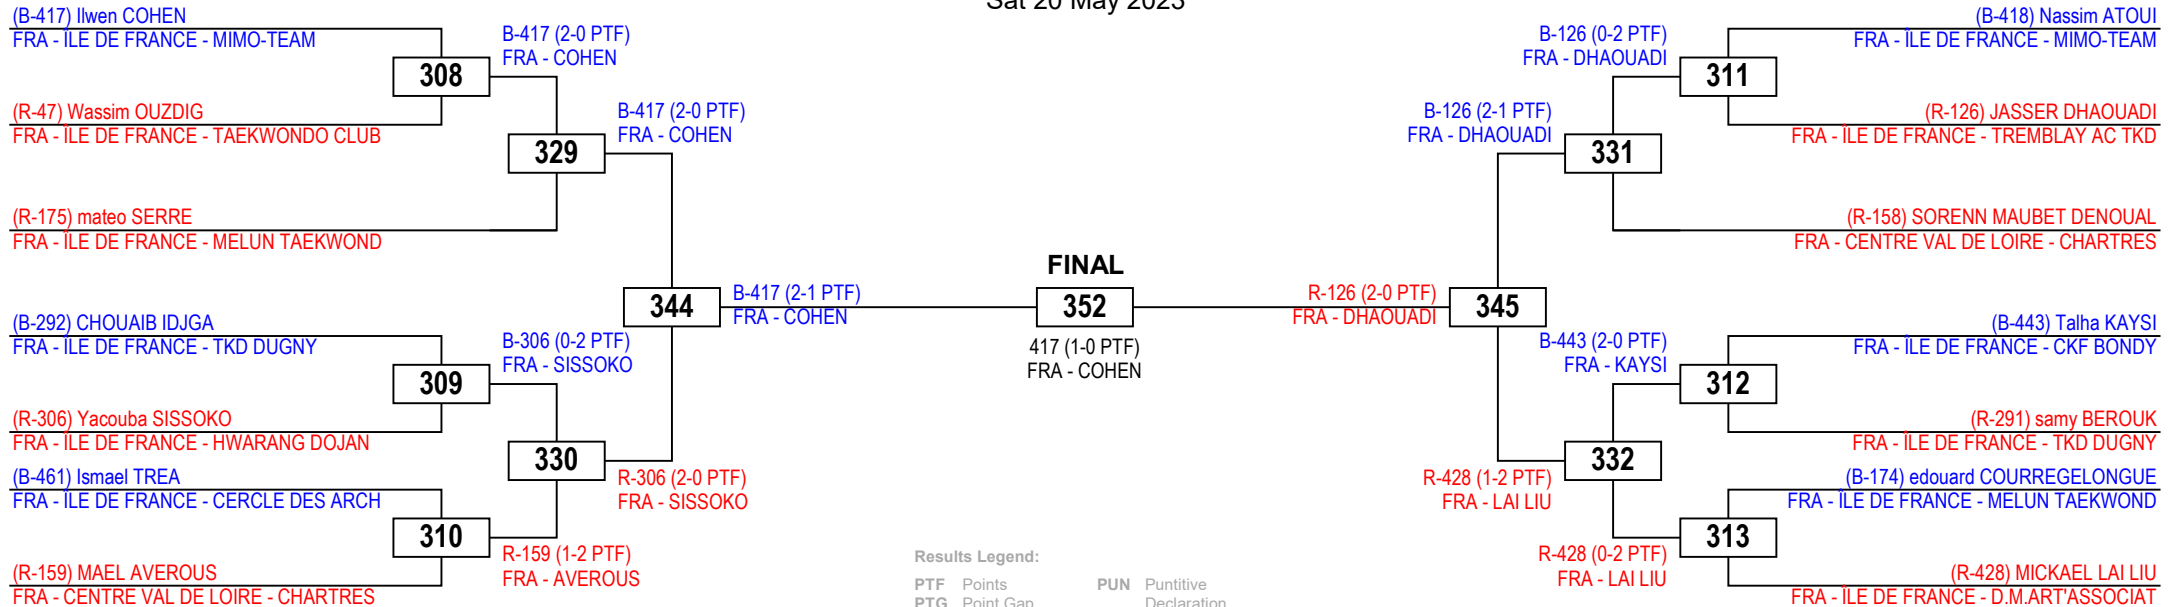 Sat 20 May 2023
(B-417) Ilwen COHEN
FRA - ÎLE DE FRANCE - MIMO-TEAM
308
(R-47) Wassim OUZDIG
FRA - ÎLE DE FRANCE - TAEKWONDO CLUB
B-417 (2-0 PTF)
FRA - COHEN
329
(R-175) mateo SERRE
FRA - ÎLE DE FRANCE - MELUN TAEKWOND
B-417 (2-0 PTF)
FRA - COHEN
344
(B-292) CHOUAIB IDJGA
FRA - ÎLE DE FRANCE - TKD DUGNY
309
(R-306) Yacouba SISSOKO
FRA - ÎLE DE FRANCE - HWARANG DOJAN
B-306 (0-2 PTF)
FRA - SISSOKO
330
(B-461) Ismael TREA
FRA - ÎLE DE FRANCE - CERCLE DES ARCH
310
(R-159) MAEL AVEROUS
FRA - CENTRE VAL DE LOIRE - CHARTRES
R-159 (1-2 PTF)
FRA - AVEROUS
R-306 (2-0 PTF)
FRA - SISSOKO
B-417 (2-1 PTF)
FRA - COHEN
FINAL
352
417 (1-0 PTF)
FRA - COHEN
R-126 (2-0 PTF)
FRA - DHAOUADI
345
B-126 (2-1 PTF)
FRA - DHAOUADI
331
B-126 (0-2 PTF)
FRA - DHAOUADI
311
(B-418) Nassim ATOUI
FRA - ÎLE DE FRANCE - MIMO-TEAM
(R-126) JASSER DHAOUADI
FRA - ÎLE DE FRANCE - TREMBLAY AC TKD
(R-158) SORENN MAUBET DENOUAL
FRA - CENTRE VAL DE LOIRE - CHARTRES
B-443 (2-0 PTF)
FRA - KAYSI
312
(B-443) Talha KAYSI
FRA - ÎLE DE FRANCE - CKF BONDY
(R-291) samy BEROUK
FRA - ÎLE DE FRANCE - TKD DUGNY
332
R-428 (1-2 PTF)
FRA - LAI LIU
(B-174) edouard COURREGELONGUE
FRA - ÎLE DE FRANCE - MELUN TAEKWOND
313
R-428 (0-2 PTF)
FRA - LAI LIU
(R-428) MICKAEL LAI LIU
FRA - ÎLE DE FRANCE - D.M.ART'ASSOCIAT
Results Legend:
PTF Points PUN Puntitive
PTG Point Gap Declaration